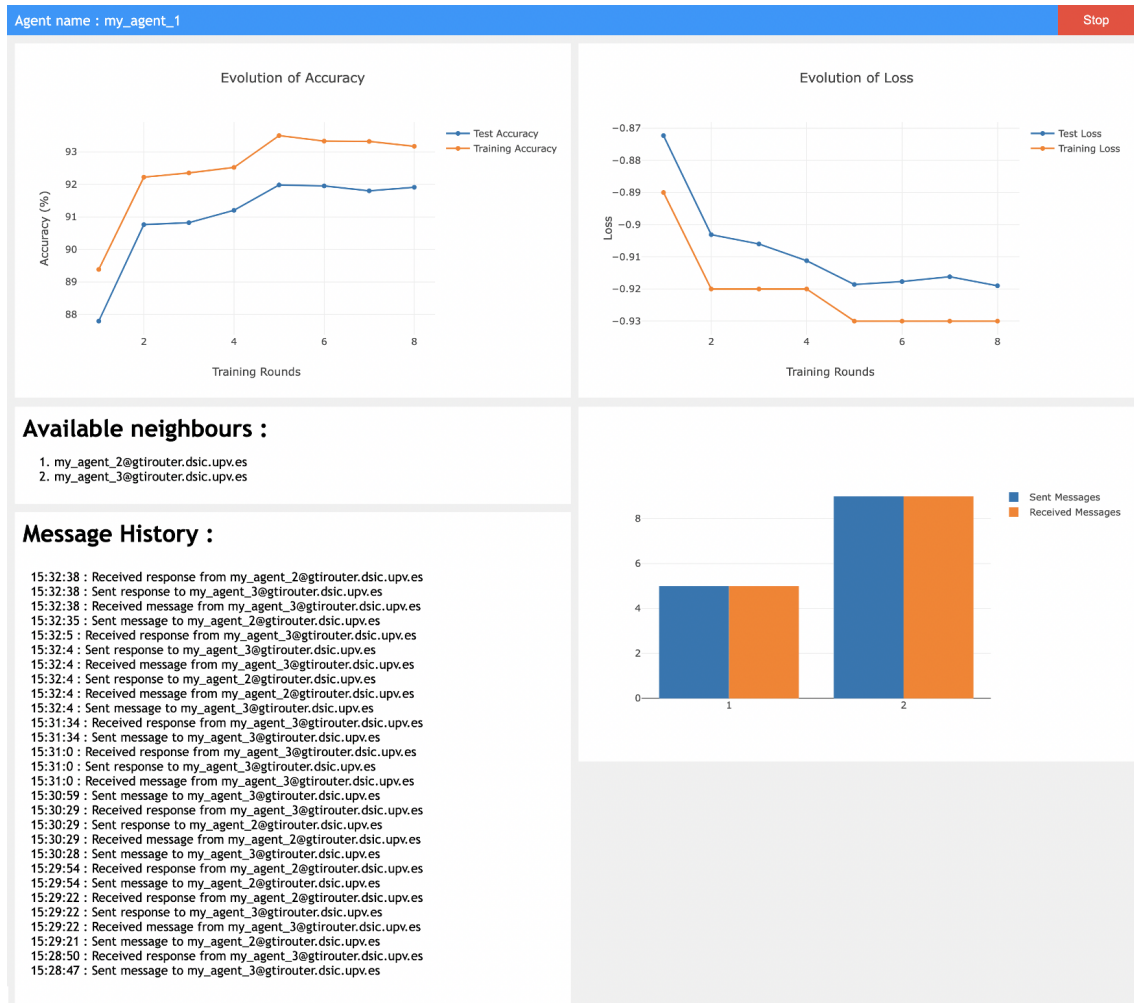 Agent name : my_agent_1
Stop
Evolution of Accuracy
93
92
91
90
89
88
Accuracy (%)
2 4 6 8
Training Rounds
Test Accuracy
Training Accuracy
Evolution of Loss
−0.87
−0.88
−0.89
−0.9
−0.91
−0.92
−0.93
Loss
2 4 6 8
Training Rounds
Test Loss
Training Loss
Available neighbours :
1. my_agent_2@gtirouter.dsic.upv.es
2. my_agent_3@gtirouter.dsic.upv.es
Message History :
15:32:38 : Received response from my_agent_2@gtirouter.dsic.upv.es
15:32:38 : Sent response to my_agent_3@gtirouter.dsic.upv.es
15:32:38 : Received message from my_agent_3@gtirouter.dsic.upv.es
15:32:35 : Sent message to my_agent_2@gtirouter.dsic.upv.es
15:32:5 : Received response from my_agent_3@gtirouter.dsic.upv.es
15:32:4 : Sent response to my_agent_3@gtirouter.dsic.upv.es
15:32:4 : Received message from my_agent_3@gtirouter.dsic.upv.es
15:32:4 : Sent response to my_agent_2@gtirouter.dsic.upv.es
15:32:4 : Received message from my_agent_2@gtirouter.dsic.upv.es
15:32:4 : Sent message to my_agent_3@gtirouter.dsic.upv.es
15:31:34 : Received response from my_agent_3@gtirouter.dsic.upv.es
15:31:34 : Sent message to my_agent_3@gtirouter.dsic.upv.es
15:31:0 : Received response from my_agent_3@gtirouter.dsic.upv.es
15:31:0 : Sent response to my_agent_3@gtirouter.dsic.upv.es
15:31:0 : Received message from my_agent_3@gtirouter.dsic.upv.es
15:30:59 : Sent message to my_agent_3@gtirouter.dsic.upv.es
15:30:29 : Received response from my_agent_3@gtirouter.dsic.upv.es
15:30:29 : Sent response to my_agent_2@gtirouter.dsic.upv.es
15:30:29 : Received message from my_agent_2@gtirouter.dsic.upv.es
15:30:28 : Sent message to my_agent_3@gtirouter.dsic.upv.es
15:29:54 : Received response from my_agent_2@gtirouter.dsic.upv.es
15:29:54 : Sent message to my_agent_2@gtirouter.dsic.upv.es
15:29:22 : Received response from my_agent_2@gtirouter.dsic.upv.es
15:29:22 : Sent response to my_agent_3@gtirouter.dsic.upv.es
15:29:22 : Received message from my_agent_3@gtirouter.dsic.upv.es
15:29:21 : Sent message to my_agent_2@gtirouter.dsic.upv.es
15:28:50 : Received response from my_agent_3@gtirouter.dsic.upv.es
15:28:47 : Sent message to my_agent_3@gtirouter.dsic.upv.es
8
6
4
2
0
1 2
Sent Messages
Received Messages